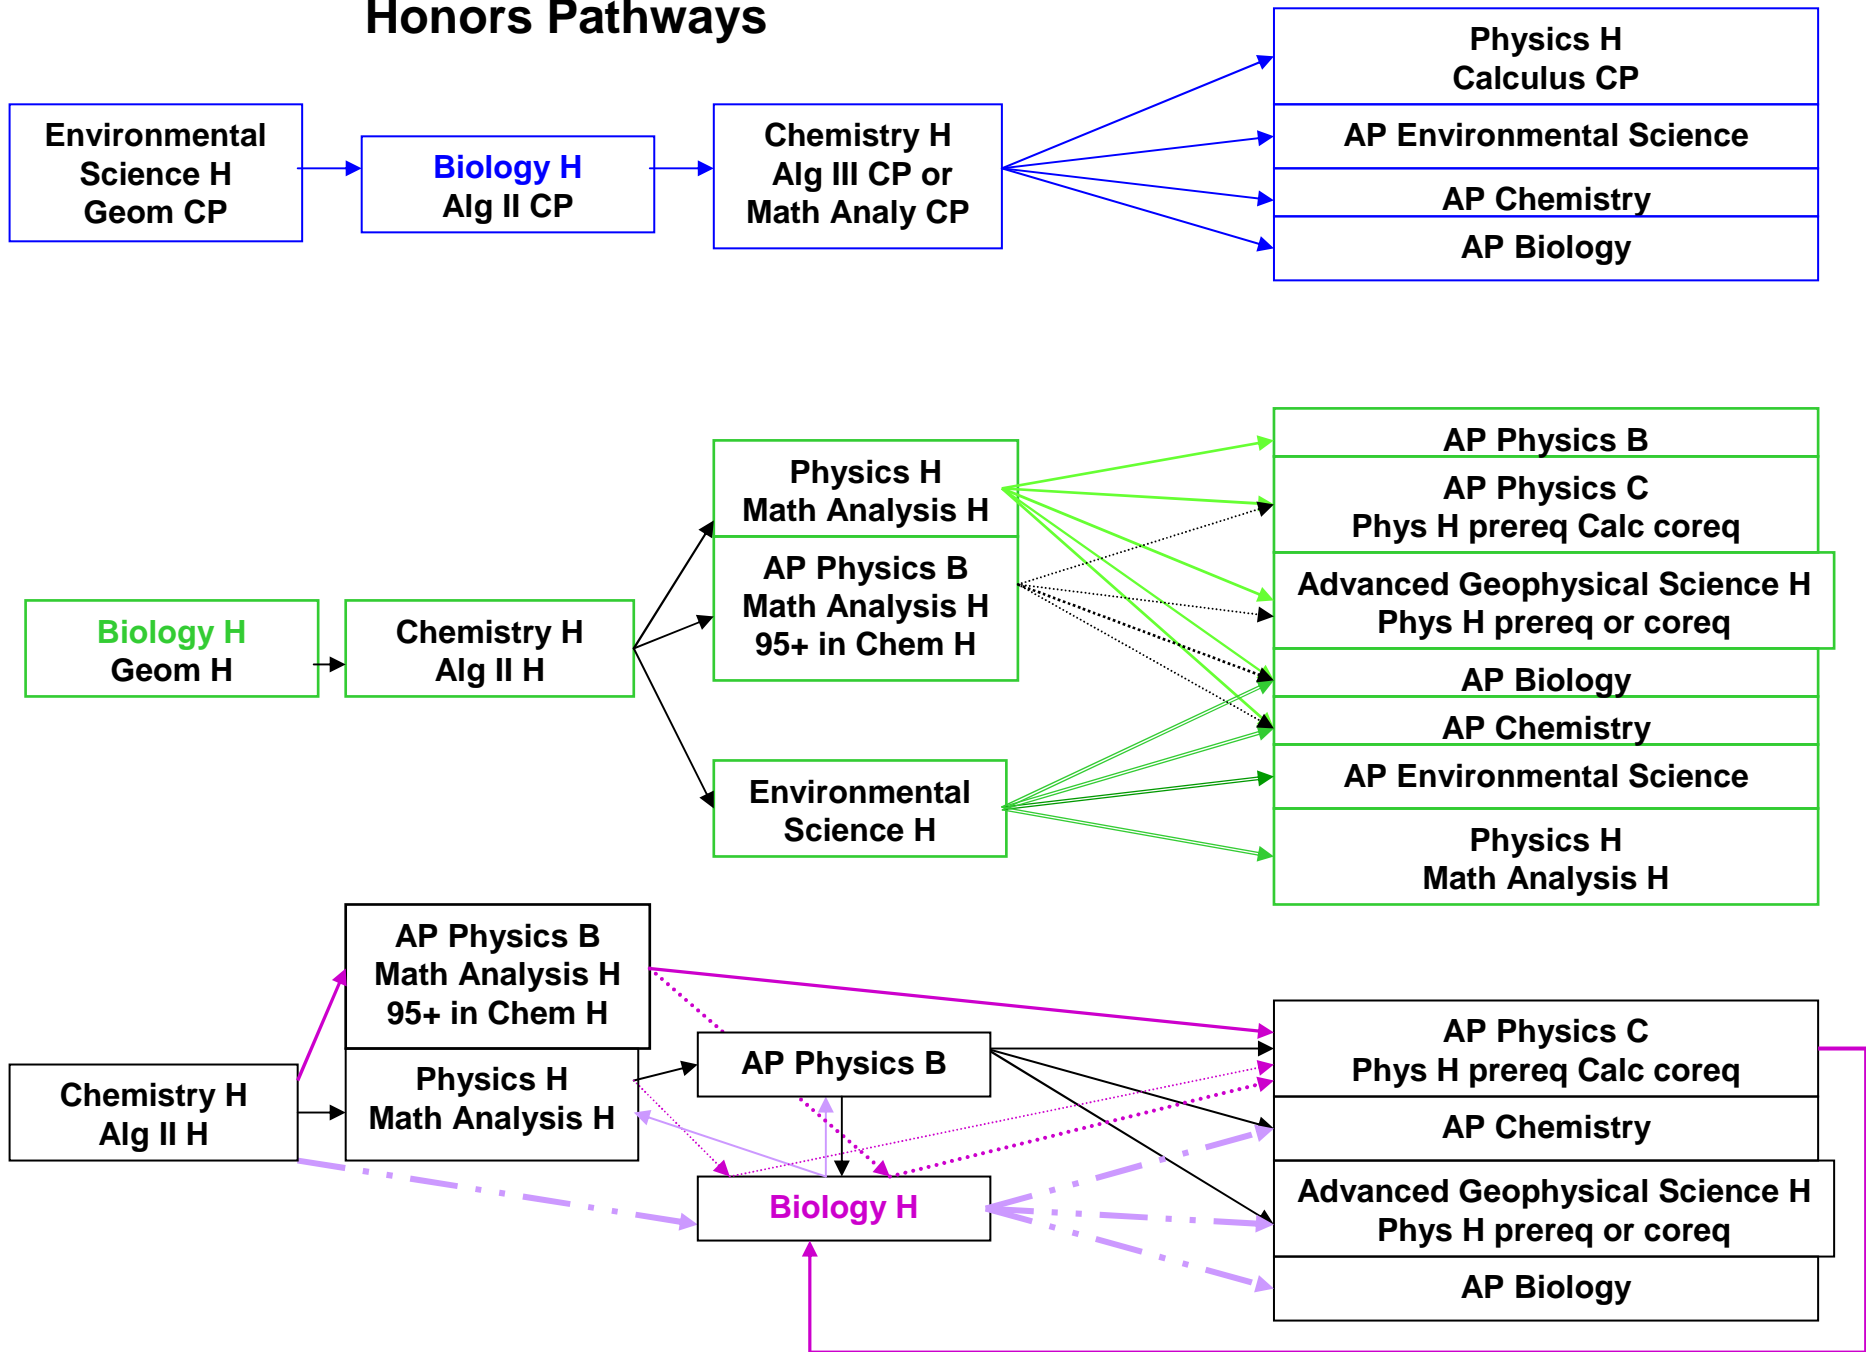 Honors Pathways
Environmental
Science H
Geom CP
Biology H
Alg II CP
Chemistry H
Alg III CP or
Math Analy CP
Physics H
Calculus CP
AP Environmental Science
AP Chemistry
AP Biology
Biology H
Geom H
Chemistry H
Alg II H
Physics H
Math Analysis H
AP Physics B
Math Analysis H
95+ in Chem H
Environmental
Science H
AP Physics B
AP Physics C
Phys H prereq Calc coreq
Advanced Geophysical Science H
Phys H prereq or coreq
AP Biology
AP Chemistry
AP Environmental Science
Physics H
Math Analysis H
Chemistry H
Alg II H
AP Physics B
Math Analysis H
95+ in Chem H
Physics H
Math Analysis H
AP Physics B
Biology H
AP Physics C
Phys H prereq Calc coreq
AP Chemistry
Advanced Geophysical Science H
Phys H prereq or coreq
AP Biology